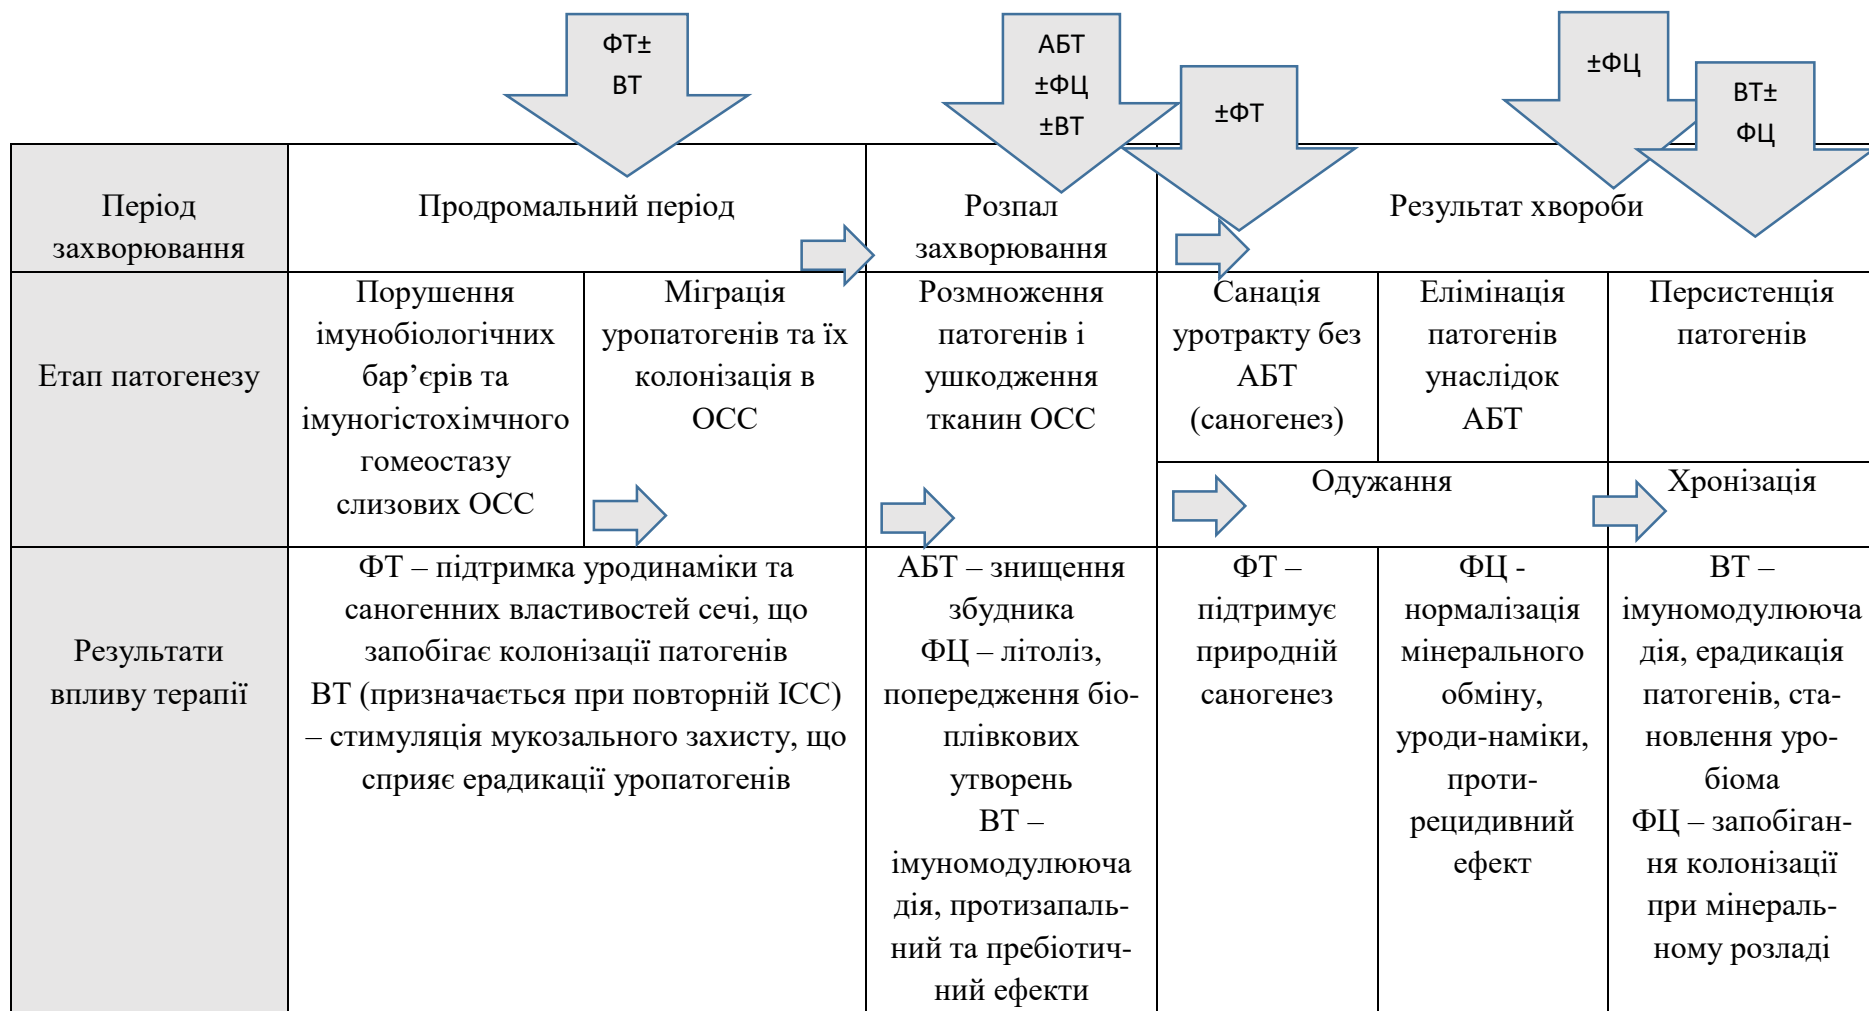 ФТ±
ВТ
АБТ
±ФЦ
±ВТ
±ФТ
±ФЦ
ВТ±
ФЦ
Період
захворювання
Продромальний період
Розпал
захворювання
Результат хвороби
Етап патогенезу
Порушення
імунобіологічних
бар’єрів та
імуногістохімчного
гомеостазу
слизових ОСС
Міграція
уропатогенів та їх
колонізація в
ОСС
Розмноження
патогенів і
ушкодження
тканин ОСС
Санація
уротракту без
АБТ
(саногенез)
Елімінація
патогенів
унаслідок
АБТ
Персистенція
патогенів
Одужання
Хронізація
Результати
впливу терапії
ФТ – підтримка уродинаміки та
саногенних властивостей сечі, що
запобігає колонізації патогенів
ВТ (призначається при повторній ІСС)
– стимуляція мукозального захисту, що
сприяє ерадикації уропатогенів
АБТ – знищення
збудника
ФЦ – літоліз,
попередження біо-
плівкових
утворень
ВТ –
імуномодулююча
дія, протизапаль-
ний та пребіотич-
ний ефекти
ФТ –
підтримує
природній
саногенез
ФЦ -
нормалізація
мінерального
обміну,
уроди-наміки,
проти-
рецидивний
ефект
ВТ –
імуномодулююча
дія, ерадикація
патогенів, ста-
новлення уро-
біома
ФЦ – запобіган-
ня колонізації
при мінераль-
ному розладі